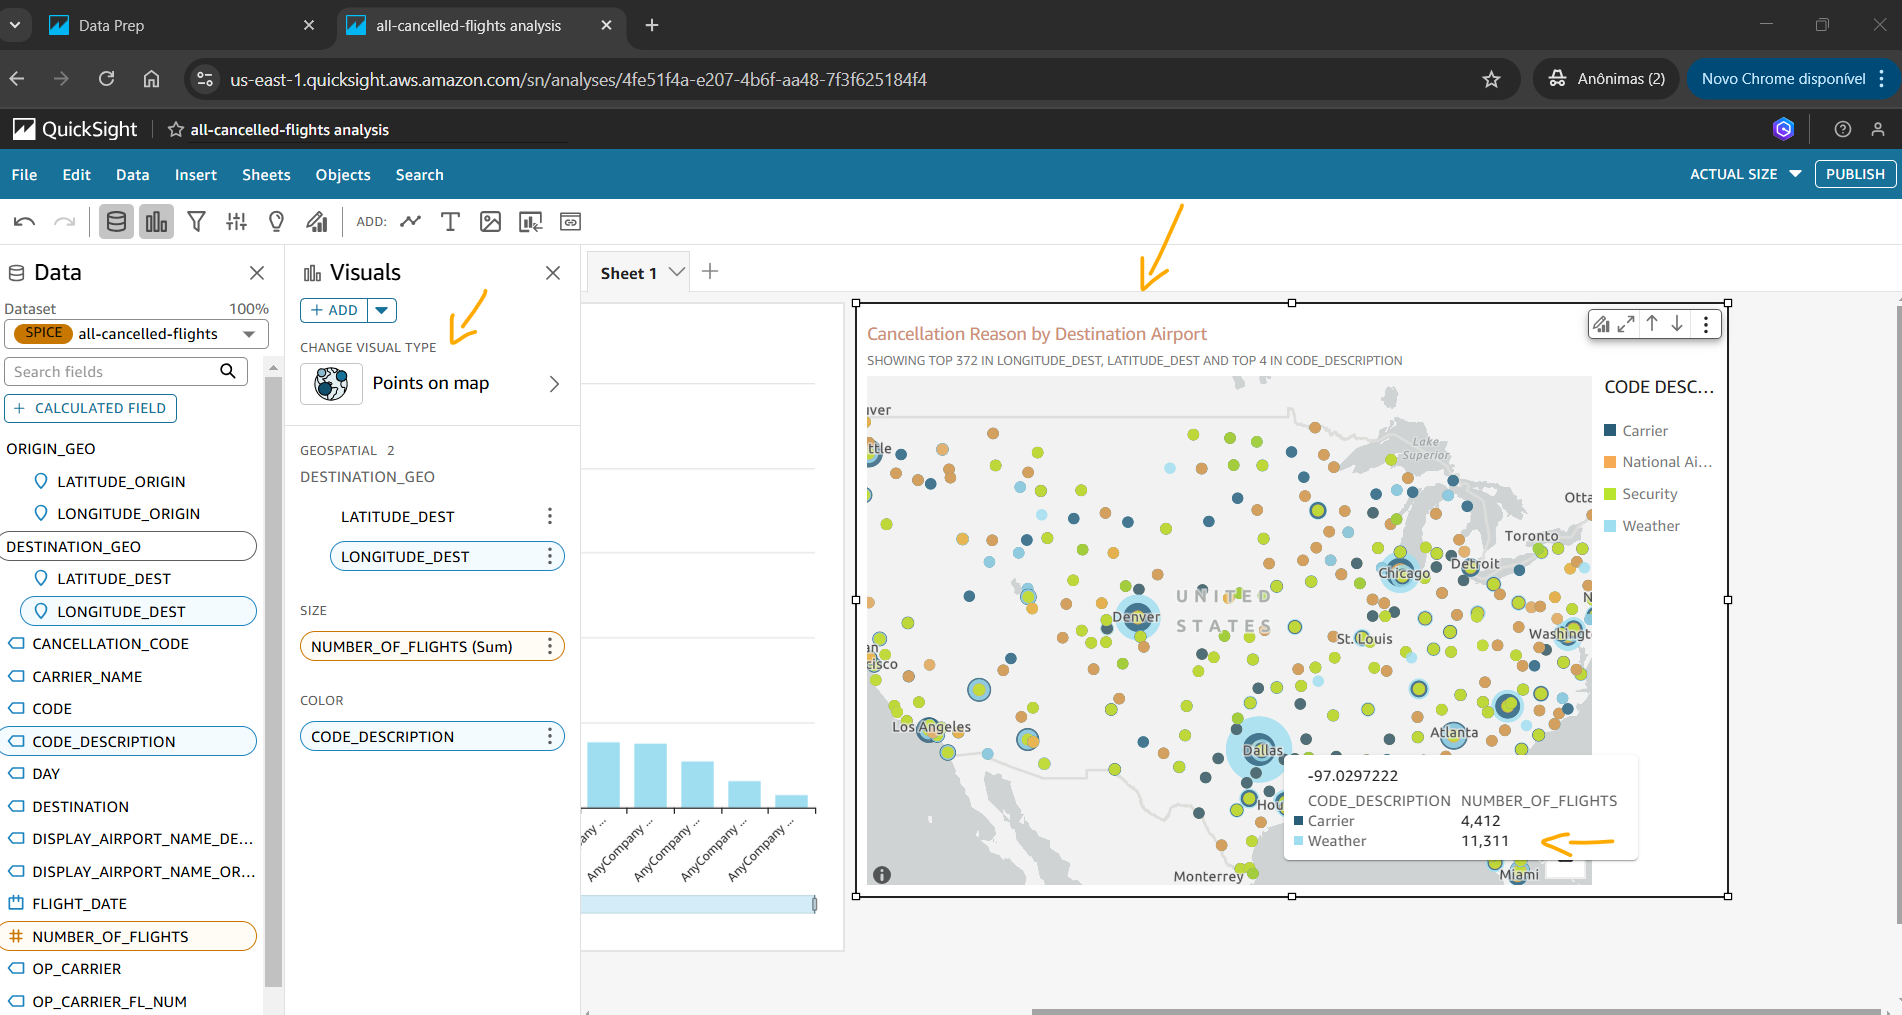 Data Prep
all-cancelled-flights analysis
us-east-1.quicksight.aws.amazon.com/sn/analyses/4fe51f4a-e207-4b6f-aa48-7f3f625184f4
Anônimas (2)
Novo Chrome disponível
QuickSight
all-cancelled-flights analysis
File Edit Data Insert Sheets Objects Search
ACTUAL SIZE
PUBLISH
ADD:
Data
Dataset 100%
SPICE all-cancelled-flights
Search fields
+ CALCULATED FIELD
ORIGIN_GEO
LATITUDE_ORIGIN
LONGITUDE_ORIGIN
DESTINATION_GEO
LATITUDE_DEST
LONGITUDE_DEST
CANCELLATION_CODE
CARRIER_NAME
CODE
CODE_DESCRIPTION
DAY
DESTINATION
DISPLAY_AIRPORT_NAME_DE...
DISPLAY_AIRPORT_NAME_OR...
FLIGHT_DATE
NUMBER_OF_FLIGHTS
OP_CARRIER
OP_CARRIER_FL_NUM
Visuals
+ ADD
CHANGE VISUAL TYPE
Points on map
GEOSPATIAL 2
DESTINATION_GEO
LATITUDE_DEST
LONGITUDE_DEST
SIZE
NUMBER_OF_FLIGHTS (Sum)
COLOR
CODE_DESCRIPTION
Sheet 1
any ...
AnyCompany ...
AnyCompany ...
AnyCompany ...
AnyCompany ...
Cancellation Reason by Destination Airport
SHOWING TOP 372 IN LONGITUDE_DEST, LATITUDE_DEST AND TOP 4 IN CODE_DESCRIPTION
CODE DESC...
Carrier
National Ai...
Security
Weather
uver
ttle
Lake
Superior
Otta
Toronto
Chicago
Detroit
UNITED
STATES
Denver
St. Louis
Washingt
an
cisco
Los Angeles
Atlanta
Dallas
Hou
Monterrey
Miami
-97.0297222
CODE_DESCRIPTION NUMBER_OF_FLIGHTS
Carrier 4,412
Weather 11,311